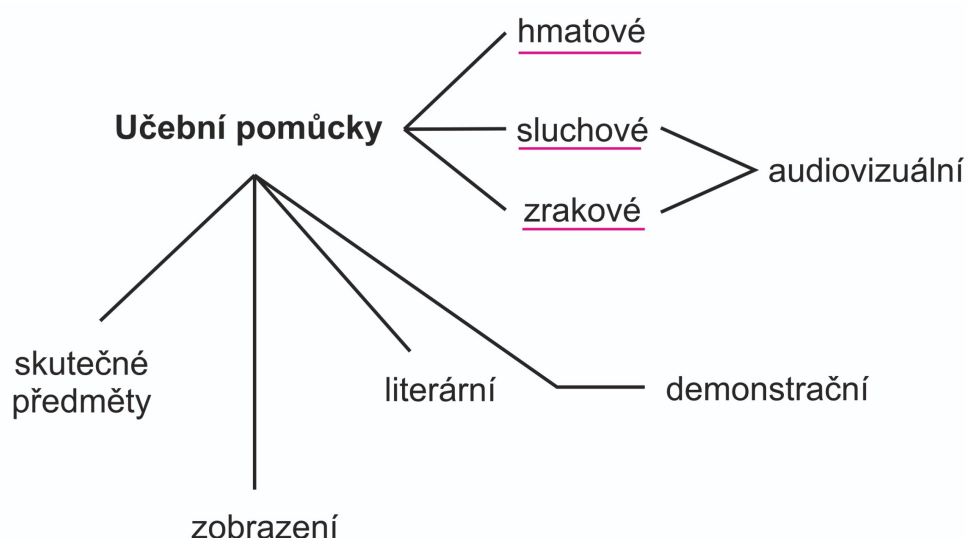 hmatové
Učební pomůcky
sluchové
audiovizuální
zrakové
skutečné
předměty
literární
demonstrační
zobrazení